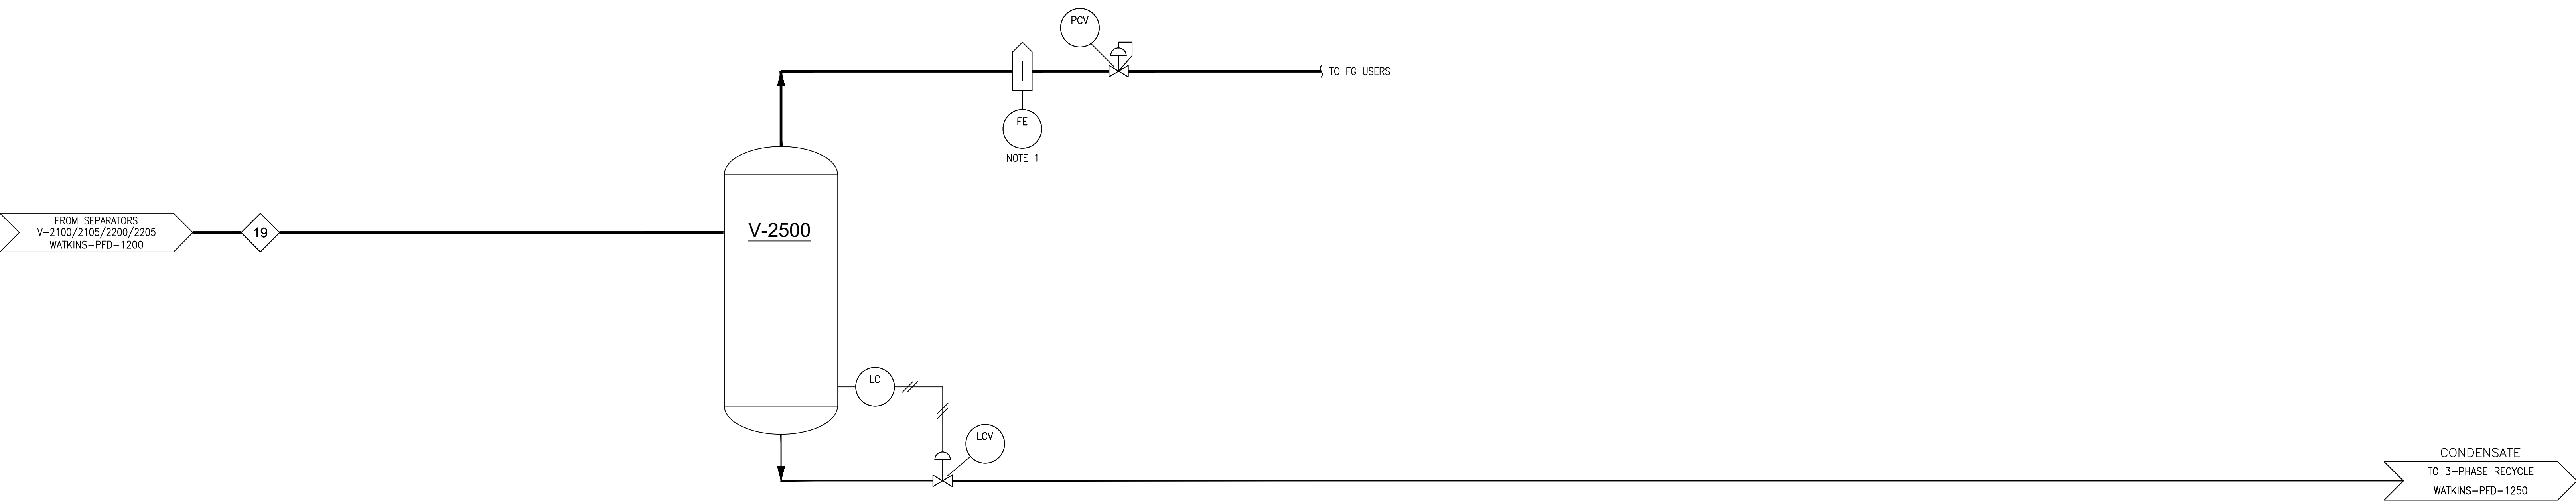 PCV
TO FG USERS
FE
NOTE 1
FROM SEPARATORS
V-2100/2105/2200/2205
WATKINS-PFD-1200
19
V-2500
LC
LCV
CONDENSATE
TO 3-PHASE RECYCLE
WATKINS-PFD-1250